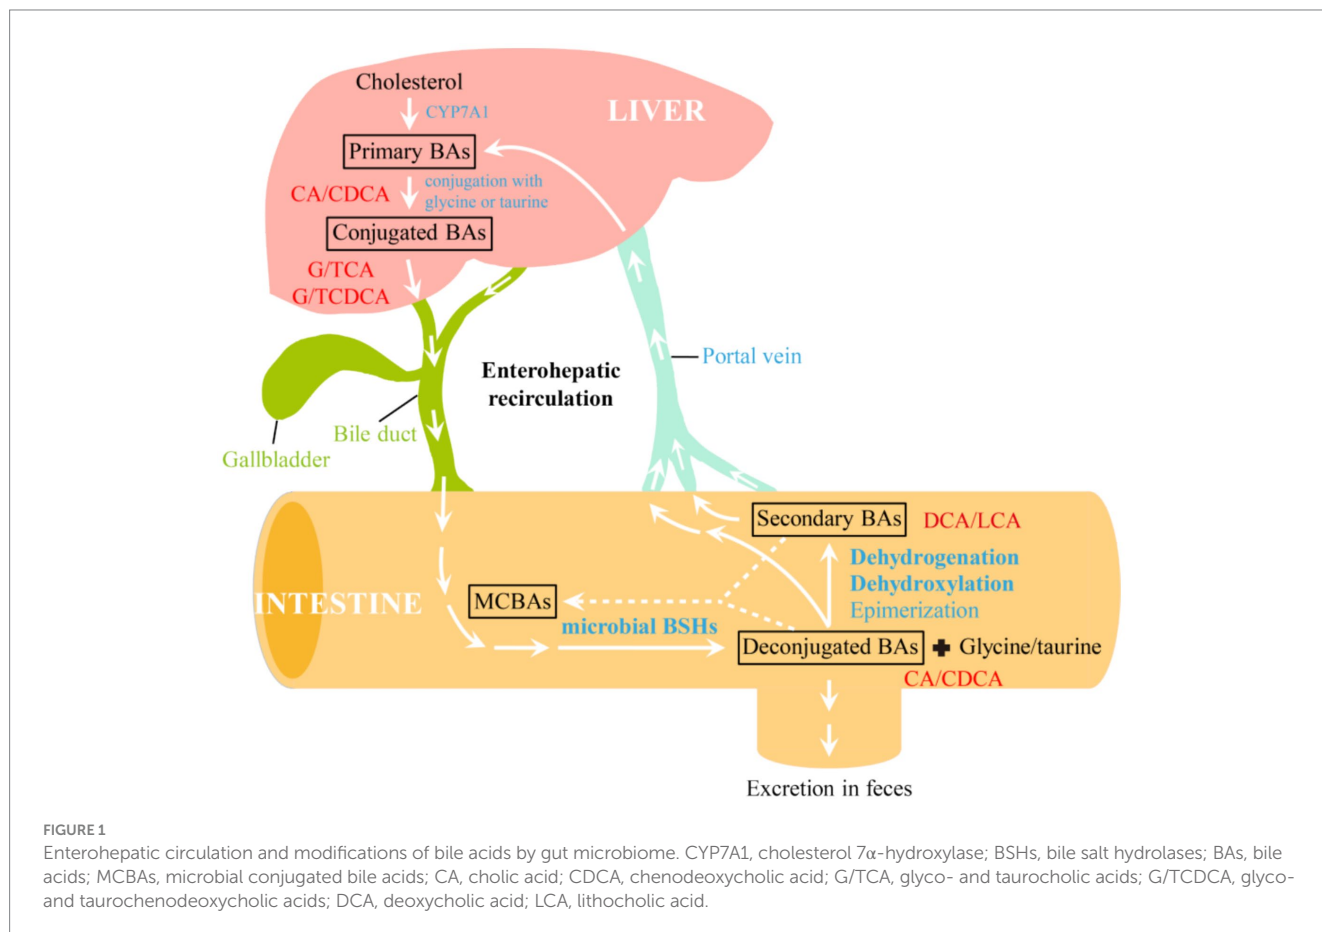 Cholesterol
CYP7A1
LIVER
Primary BAs
CA/CDCA
conjugation with
glycine or taurine
Conjugated BAs
G/TCA
G/TCDCA
Portal vein
Enterohepatic
recirculation
Bile duct
Gallbladder
Secondary BAs
DCA/LCA
Dehydrogenation
Dehydroxylation
Epimerization
INTESTINE
MCBAs
microbial BSHs
Deconjugated BAs
Glycine/taurine
CA/CDCA
Excretion in feces
FIGURE 1
Enterohepatic circulation and modifications of bile acids by gut microbiome. CYP7A1, cholesterol 7α-hydroxylase; BSHs, bile salt hydrolases; BAs, bile
acids; MCBAs, microbial conjugated bile acids; CA, cholic acid; CDCA, chenodeoxycholic acid; G/TCA, glyco- and taurocholic acids; G/TCDCA, glyco-
and taurochenodeoxycholic acids; DCA, deoxycholic acid; LCA, lithocholic acid.